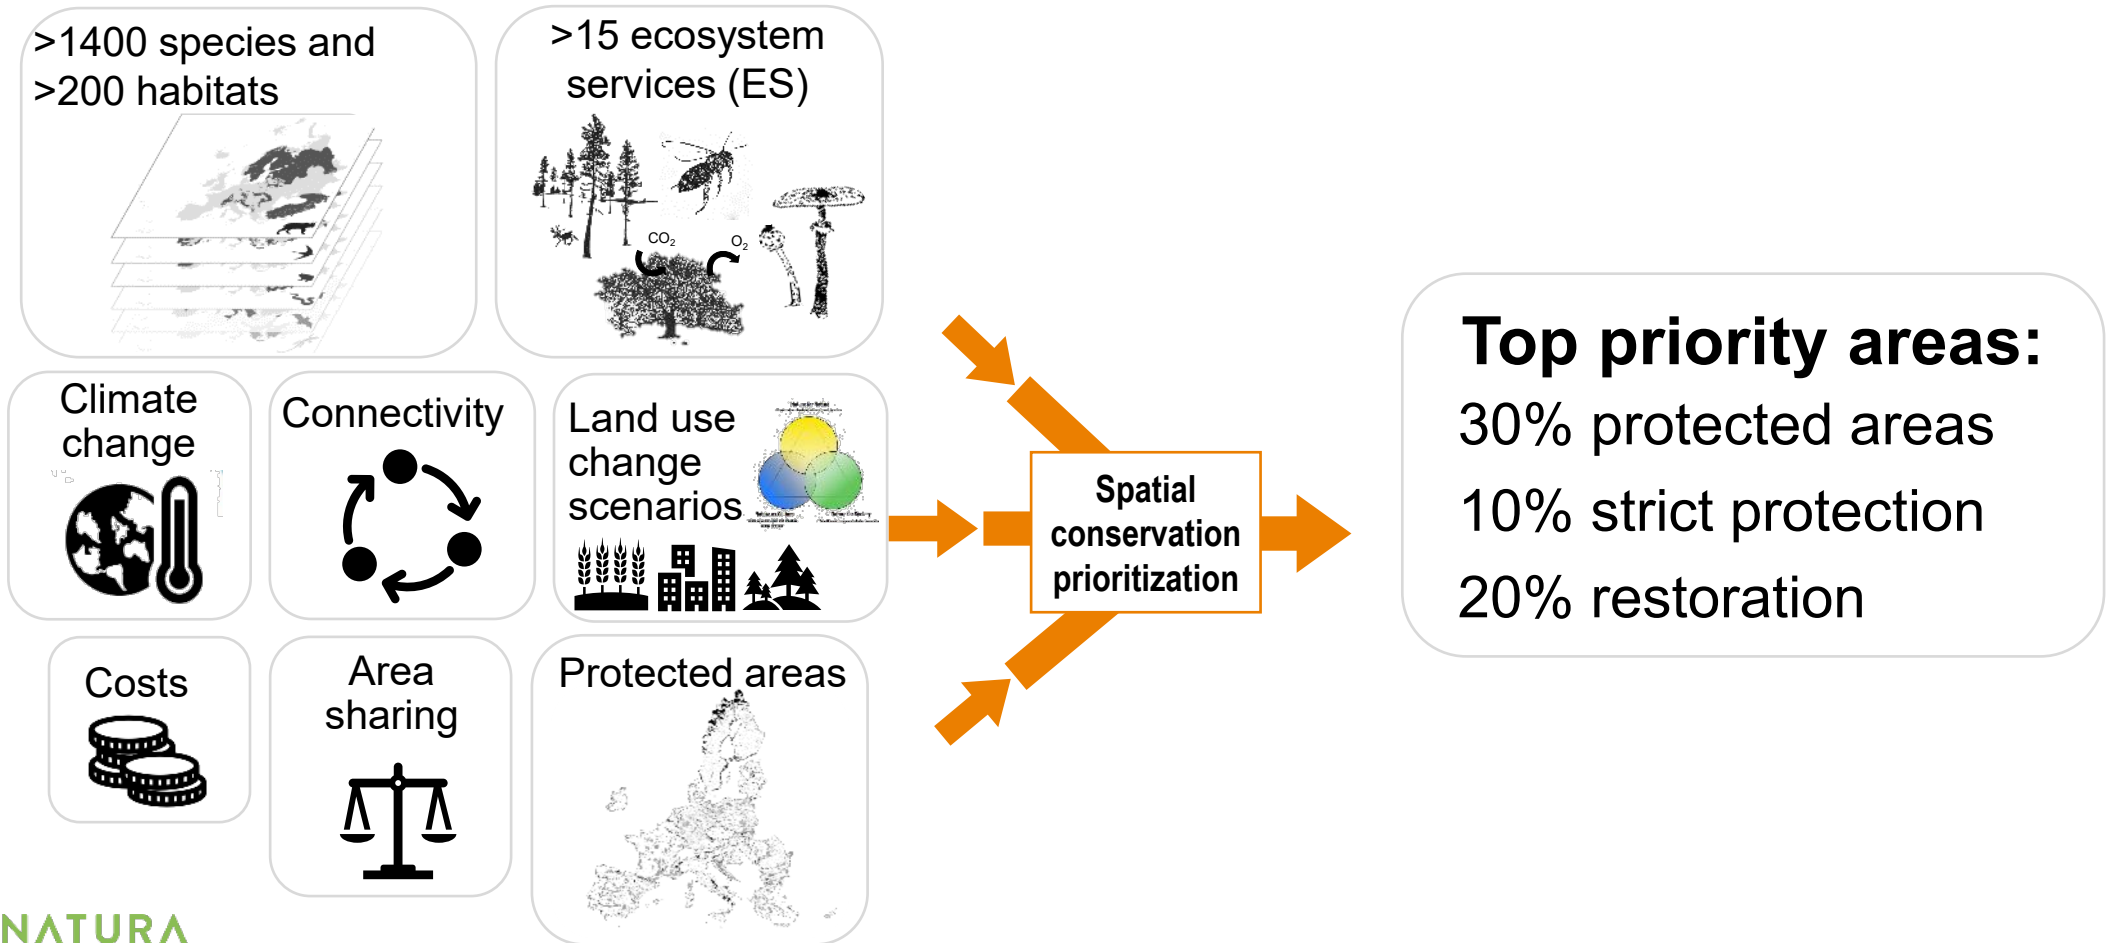 >1400 species and
>200 habitats
>15 ecosystem
services (ES)
CO₂
O₂
Climate
change
Connectivity
Land use
change
scenarios
Costs
Area
sharing
Protected areas
Spatial
conservation
prioritization
Top priority areas:
30% protected areas
10% strict protection
20% restoration
NATURA